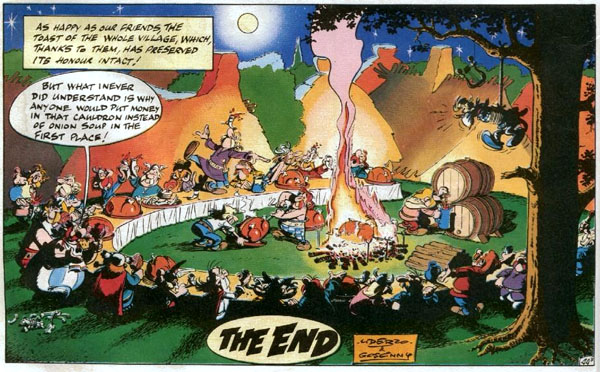 AS HAPPY AS OUR FRIENDS, THE
TOAST OF THE WHOLE VILLAGE, WHICH,
THANKS TO THEM, HAS PRESERVED
ITS HONOUR INTACT!
BUT WHAT I NEVER
DID UNDERSTAND IS WHY
ANYONE WOULD PUT MONEY
IN THAT CAULDRON INSTEAD
OF ONION SOUP IN THE
FIRST PLACE!
THE END
UDERZO
& GOSCINNY